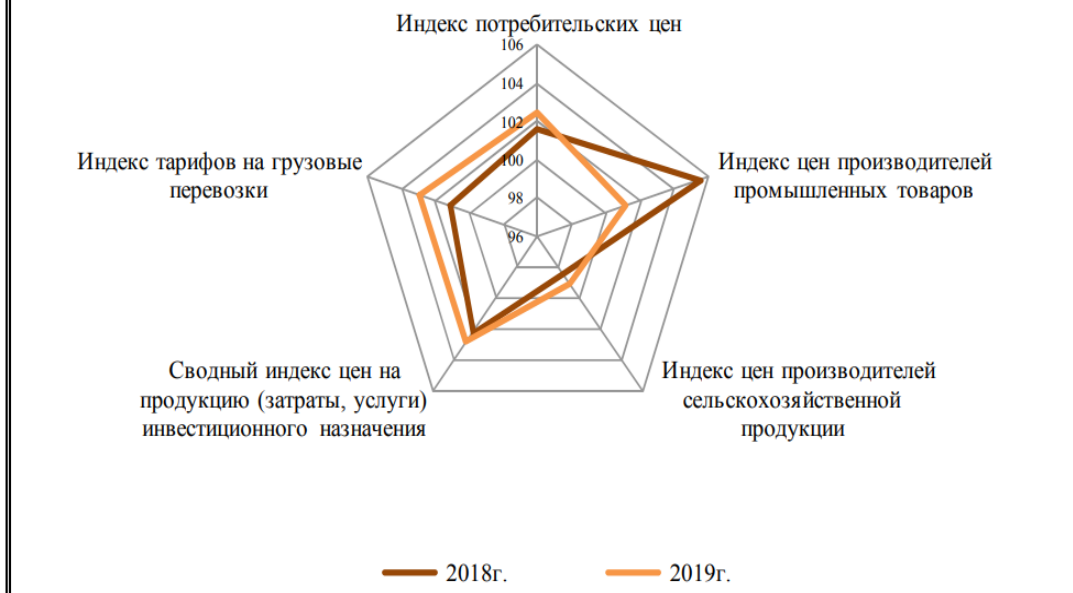 Индекс потребительских цен
106
104
102
100
98
96
Индекс тарифов на грузовые
перевозки
Индекс цен производителей
промышленных товаров
Сводный индекс цен на
продукцию (затраты, услуги)
инвестиционного назначения
Индекс цен производителей
сельскохозяйственной
продукции
2018г.
2019г.